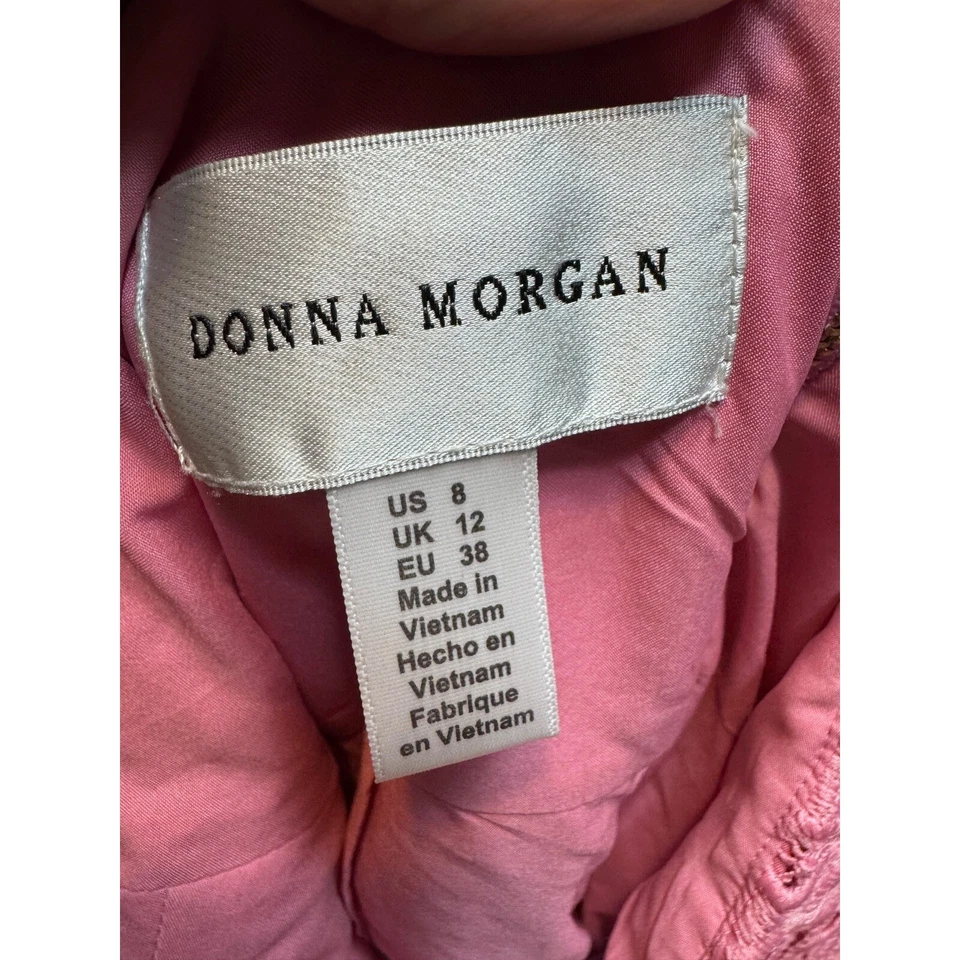 DONNA MORGAN
US 8
UK 12
EU 38
Made in
Vietnam
Hecho en
Vietnam
Fabrique
en Vietnam